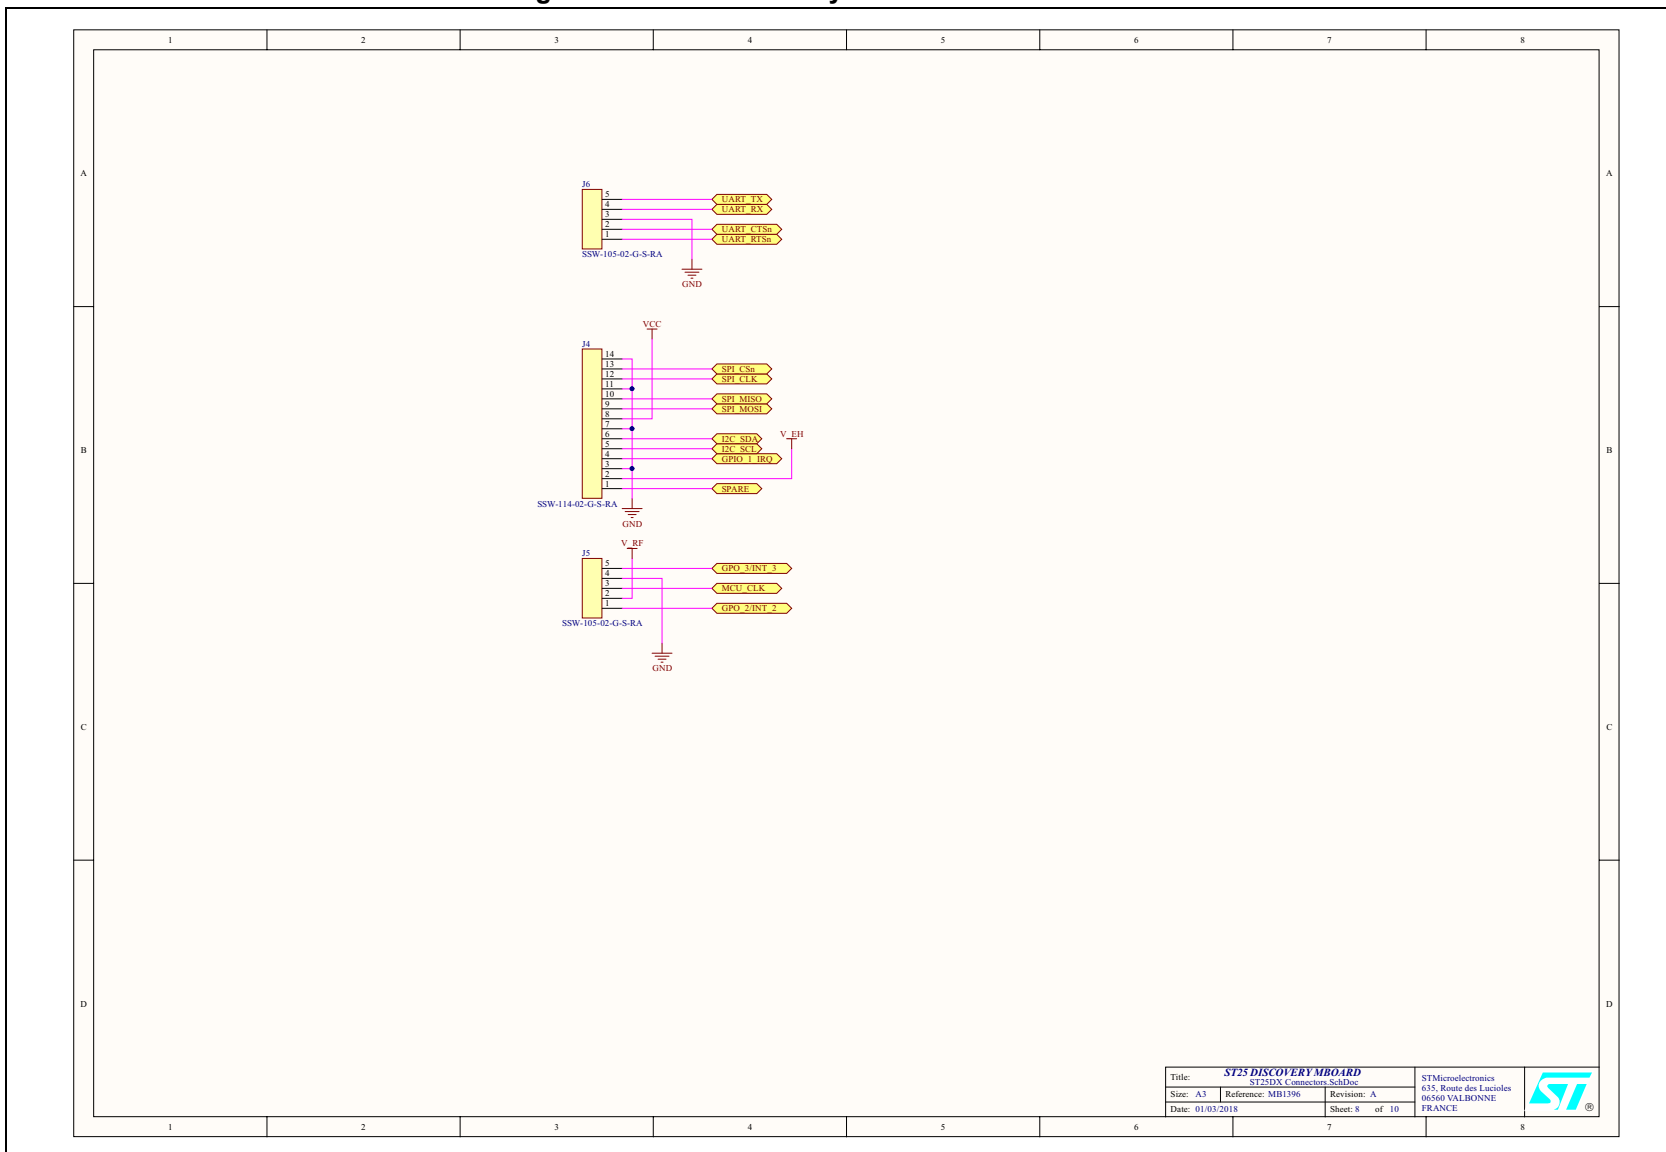 1 2 3 4 5 6 7 8
A A
J6
5 UART_TX
4 UART_RX
3
2 UART_CTSn
1 UART_RTSn
SSW-105-02-G-S-RA
GND
VCC
J4
14
13 SPI_CSn
12 SPI_CLK
11
10 SPI_MISO
9 SPI_MOSI
8
7
6 I2C_SDA V_EH
5 I2C_SCL
B B
4 GPIO_1_IRQ
3
2
1 SPARE
SSW-114-02-G-S-RA
GND
V_RF
J5
5 GPO_3/INT_3
4
3 MCU_CLK
2
1 GPO_2/INT_2
SSW-105-02-G-S-RA
GND
C C
D D
Title: ST25 DISCOVERY MBOARD
ST25DX Connectors.SchDoc
Size: A3 Reference: MB1396 Revision: A
Date: 01/03/2018 Sheet: 8 of 10
STMicroelectronics
635, Route des Lucioles
06560 VALBONNE
FRANCE
ST ®
1 2 3 4 5 6 7 8